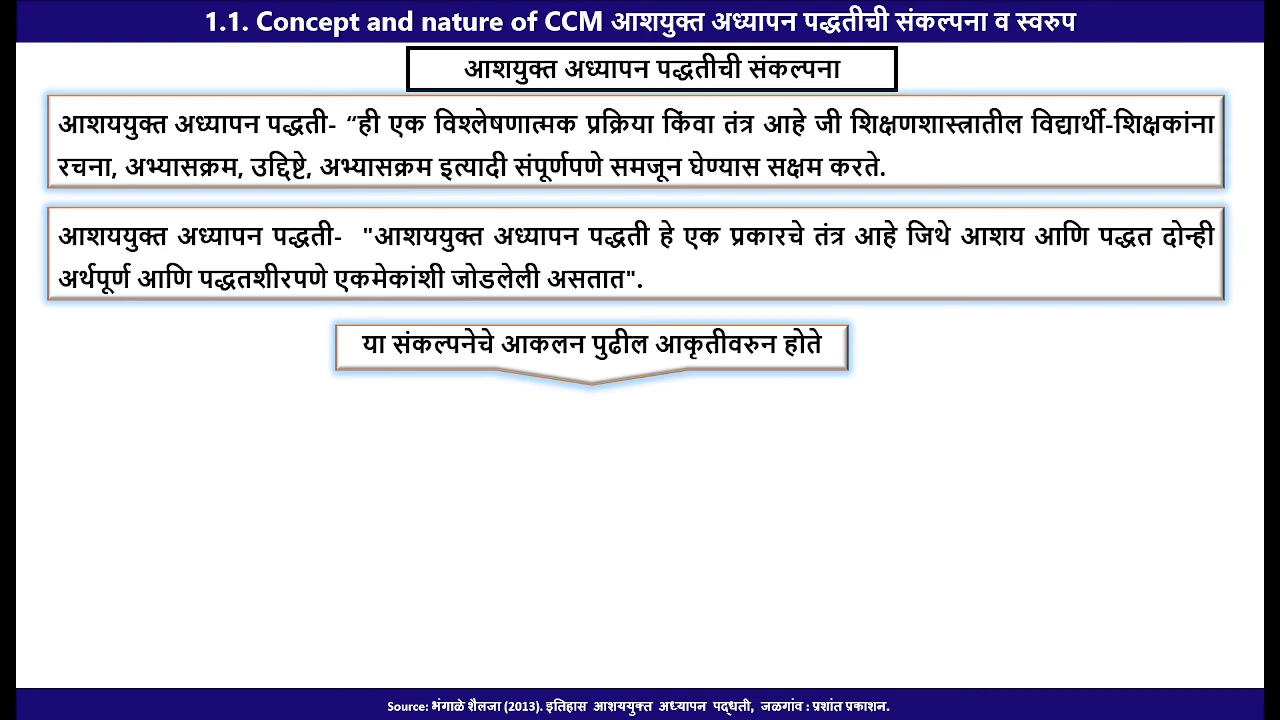 1.1. Concept and nature of CCM आशयुक्त अध्यापन पद्धतीची संकल्पना व स्वरुप
आशयुक्त अध्यापन पद्धतीची संकल्पना
आशययुक्त अध्यापन पद्धती- “ही एक विश्लेषणात्मक प्रक्रिया किंवा तंत्र आहे जी शिक्षणशास्त्रातील विद्यार्थी-शिक्षकांना
रचना, अभ्यासक्रम, उद्दिष्टे, अभ्यासक्रम इत्यादी संपूर्णपणे समजून घेण्यास सक्षम करते.
आशययुक्त अध्यापन पद्धती- "आशययुक्त अध्यापन पद्धती हे एक प्रकारचे तंत्र आहे जिथे आशय आणि पद्धत दोन्ही
अर्थपूर्ण आणि पद्धतशीरपणे एकमेकांशी जोडलेली असतात".
या संकल्पनेचे आकलन पुढील आकृतीवरुन होते
Source: भंगाळे शैलजा (2013). इतिहास आशययुक्त अध्यापन पद्धती, जळगांव : प्रशांत प्रकाशन.